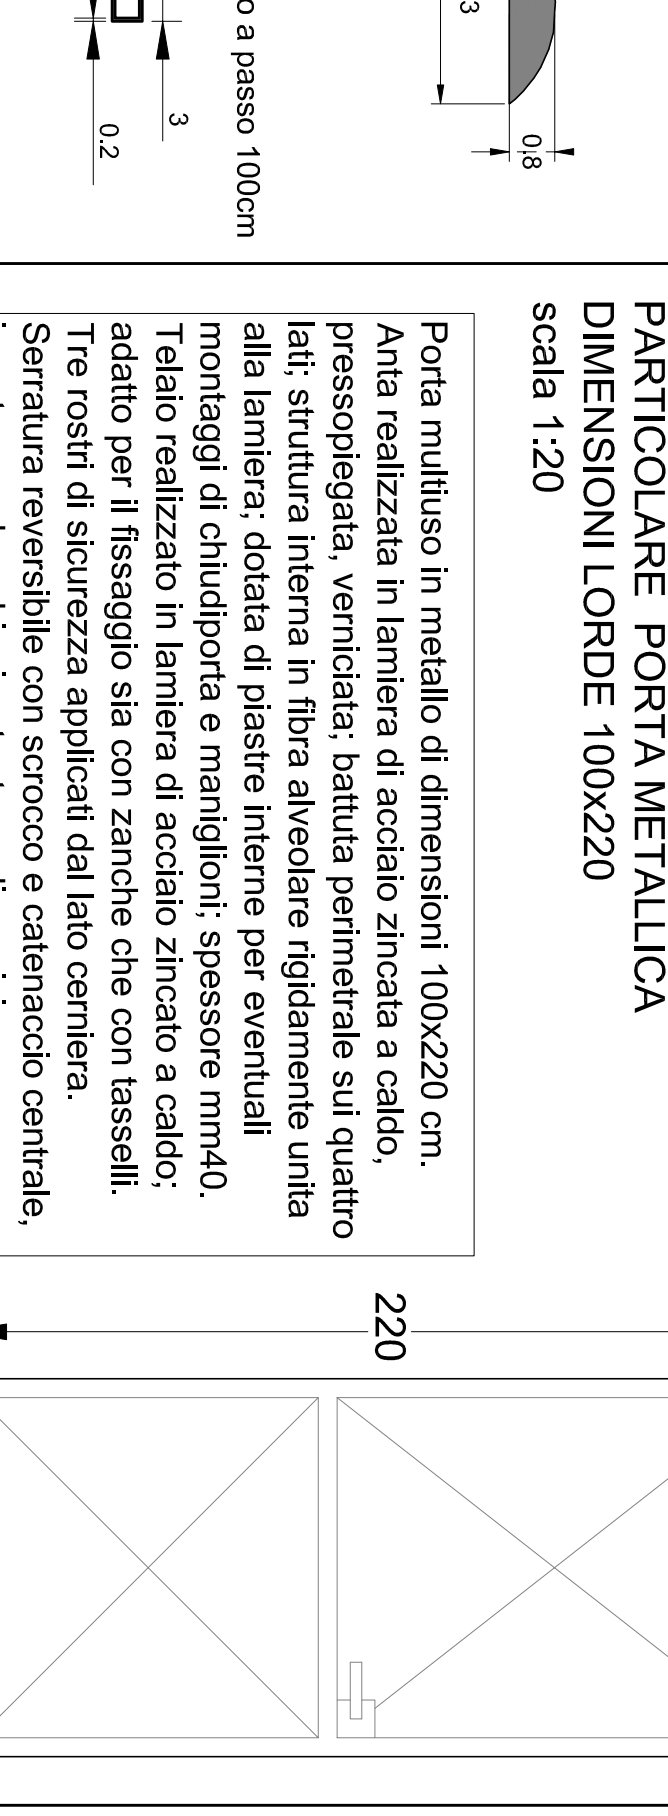 PARTICOLARE PORTA METALLICA
DIMENSIONI LORDE 100x220
scala 1:20
Porta multiuso in metallo di dimensioni 100x220 cm.
Anta realizzata in lamiera di acciaio zincata a caldo,
pressopiegata, verniciata; battuta perimetrale sui quattro
lati; struttura interna in fibra alveolare rigidamente unita
alla lamiera; dotata di piastre interne per eventuali
montaggi di chiudiporta e maniglioni; spessore mm40.
Telaio realizzato in lamiera di acciaio zincato a caldo;
adatto per il fissaggio sia con zanche che con tasselli.
Tre rostri di sicurezza applicati dal lato cerniera.
Serratura reversibile con scrocco e catenaccio centrale,
220
3
0.8
o a passo 100cm
3
0.2